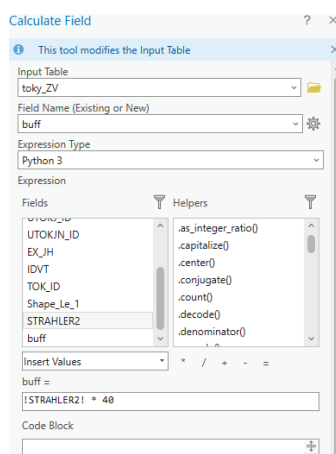 Calculate Field ? ×
This tool modifies the Input Table ×
Input Table
toky_ZV
Field Name (Existing or New)
buff
Expression Type
Python 3
Expression
Fields
UTOKJN_ID
EX_JH
IDVT
TOK_ID
Shape_Le_1
STRAHLER2
buff
Helpers
.as_integer_ratio()
.capitalize()
.center()
.conjugate()
.count()
.decode()
.denominator()
Insert Values * / + - =
buff =
!STRAHLER2! * 40
Code Block